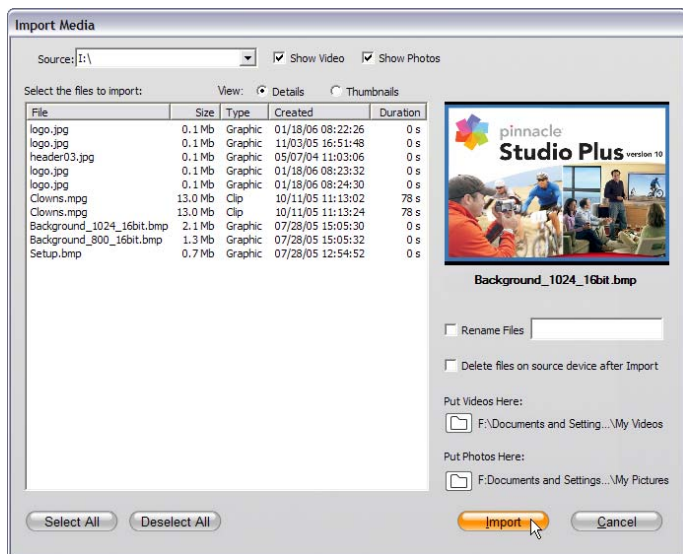 Import Media
Source: I:\ Show Video Show Photos
Select the files to import: View: Details Thumbnails
File Size Type Created Duration
logo.jpg 0.1 Mb Graphic 01/18/06 08:22:26 0 s
logo.jpg 0.1 Mb Graphic 11/03/05 16:51:48 0 s
header03.jpg 0.1 Mb Graphic 05/07/04 11:03:06 0 s
logo.jpg 0.1 Mb Graphic 01/18/06 08:23:32 0 s
logo.jpg 0.1 Mb Graphic 01/18/06 08:24:30 0 s
Clowns.mpg 13.0 Mb Clip 10/11/05 11:13:02 78 s
Clowns.mpg 13.0 Mb Clip 10/11/05 11:13:24 78 s
Background_1024_16bit.bmp 2.1 Mb Graphic 07/28/05 15:05:30 0 s
Background_800_16bit.bmp 1.3 Mb Graphic 07/28/05 15:05:32 0 s
Setup.bmp 0.7 Mb Graphic 07/28/05 12:54:52 0 s
pinnacle
Studio Plus version 10
Background_1024_16bit.bmp
Rename Files
Delete files on source device after Import
Put Videos Here:
F:\Documents and Setting...\My Videos
Put Photos Here:
F:Documents and Settings...\My Pictures
Select All Deselect All Import Cancel